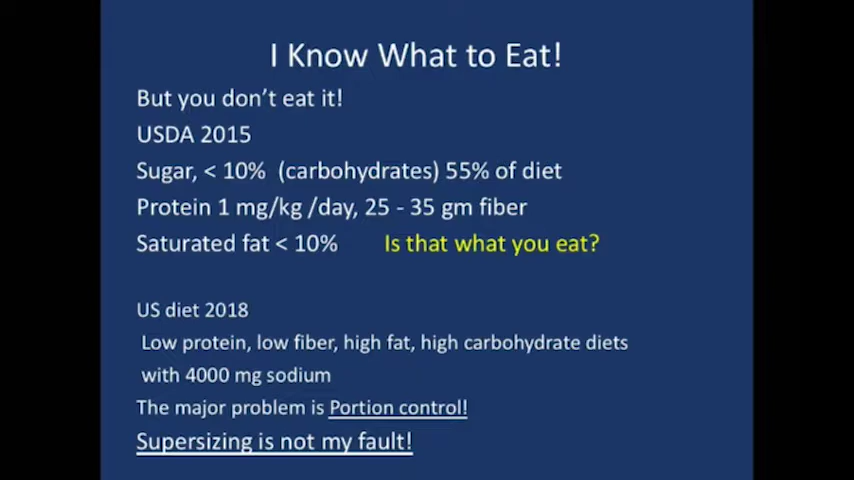 I Know What to Eat!
But you don't eat it!
USDA 2015
Sugar, < 10%  (carbohydrates) 55% of diet
Protein 1 mg/kg /day, 25 - 35 gm fiber
Saturated fat < 10%    Is that what you eat?
US diet 2018
Low protein, low fiber, high fat, high carbohydrate diets
with 4000 mg sodium
The major problem is Portion control!
Supersizing is not my fault!